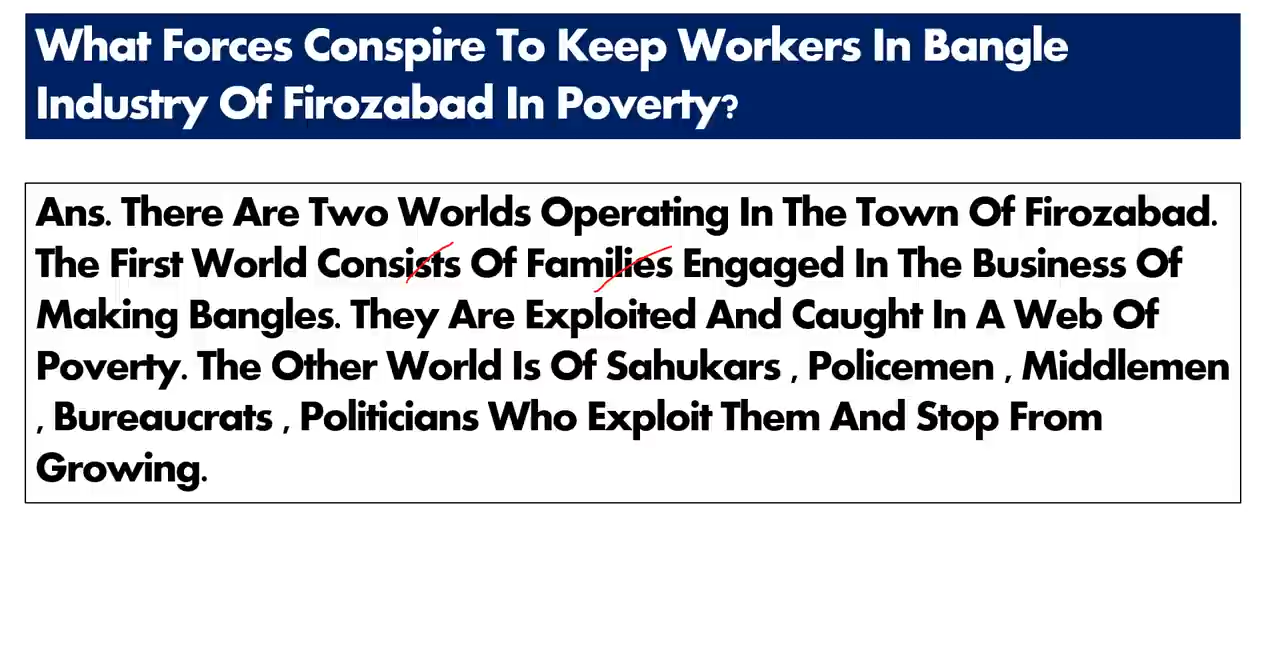 What Forces Conspire To Keep Workers In Bangle
Industry Of Firozabad In Poverty?
Ans. There Are Two Worlds Operating In The Town Of Firozabad.
The First World Consists Of Families Engaged In The Business Of
Making Bangles. They Are Exploited And Caught In A Web Of
Poverty. The Other World Is Of Sahukars , Policemen , Middlemen
, Bureaucrats , Politicians Who Exploit Them And Stop From
Growing.